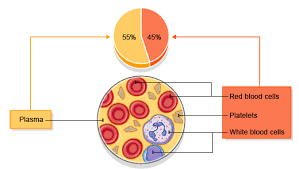 55%
45%
Plasma
Red blood cells
Platelets
White blood cells